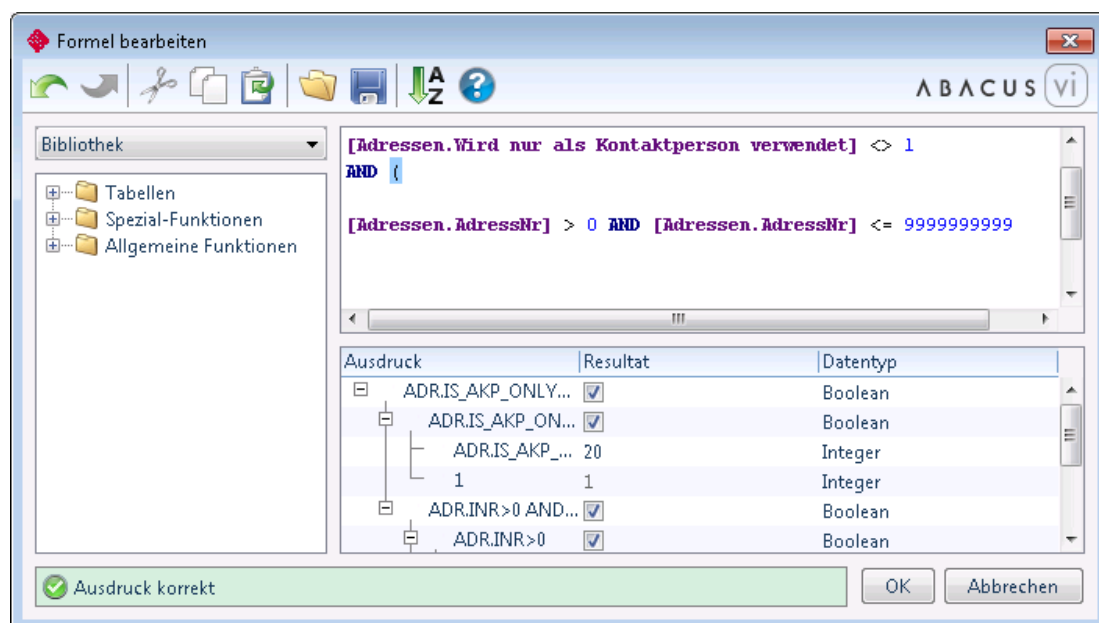 Formel bearbeiten
A Z ?
ABACUS vi
Bibliothek
Tabellen
Spezial-Funktionen
Allgemeine Funktionen
[Adressen.Wird nur als Kontaktperson verwendet] <> 1
AND (
[Adressen.AdressNr] > 0 AND [Adressen.AdressNr] <= 9999999999
Ausdruck Resultat Datentyp
ADR.IS_AKP_ONLY... Boolean
ADR.IS_AKP_ON... Boolean
ADR.IS_AKP_... 20 Integer
1 1 Integer
ADR.INR>0 AND... Boolean
ADR.INR>0 Boolean
Ausdruck korrekt
OK Abbrechen